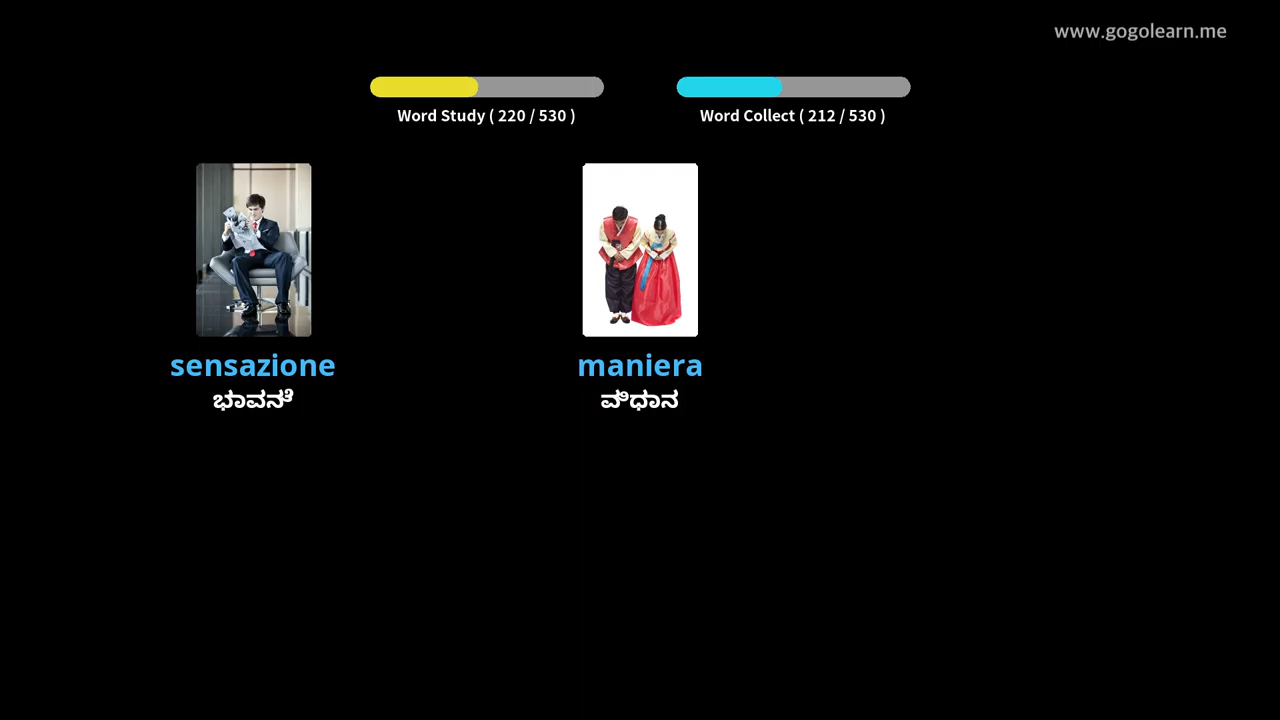 www.gogolearn.me
Word Study ( 220 / 530 )
Word Collect ( 212 / 530 )
sensazione
ಭಾವನೆ
maniera
ವಿಧಾನ